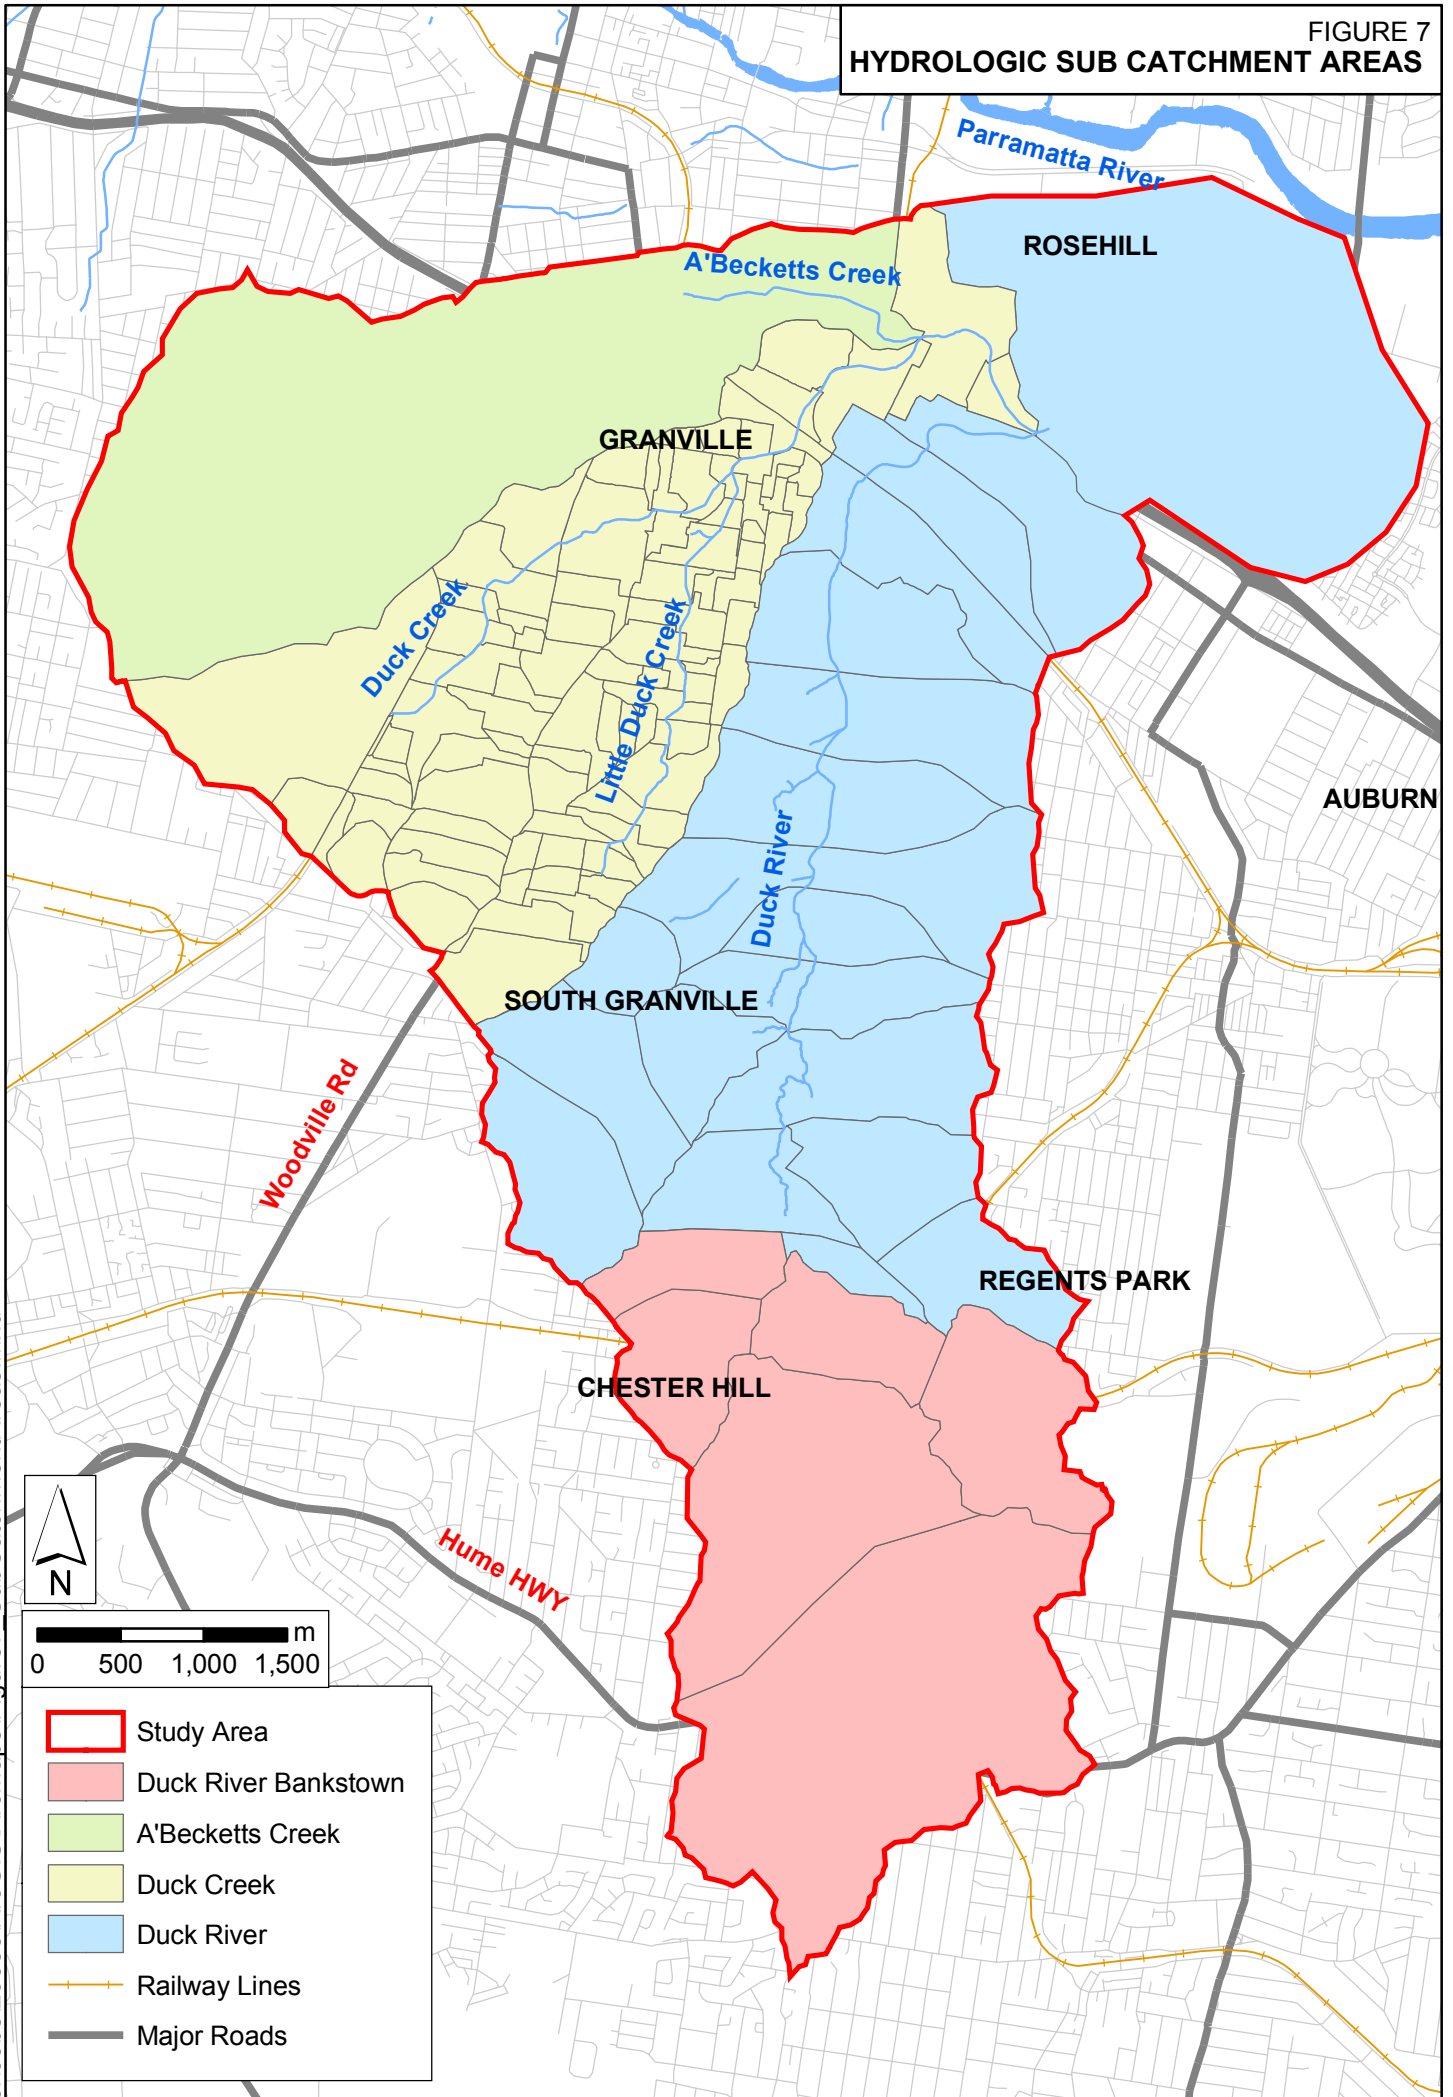 FIGURE 7
HYDROLOGIC SUB CATCHMENT AREAS
Parramatta River
ROSEHILL
A'Becketts Creek
GRANVILLE
Duck Creek
Little Duck Creek
AUBURN
Duck River
SOUTH GRANVILLE
Woodville Rd
REGENTS PARK
CHESTER HILL
Hume HWY
N
m
0 500 1,000 1,500
Study Area
Duck River Bankstown
A'Becketts Creek
Duck Creek
Duck River
Railway Lines
Major Roads